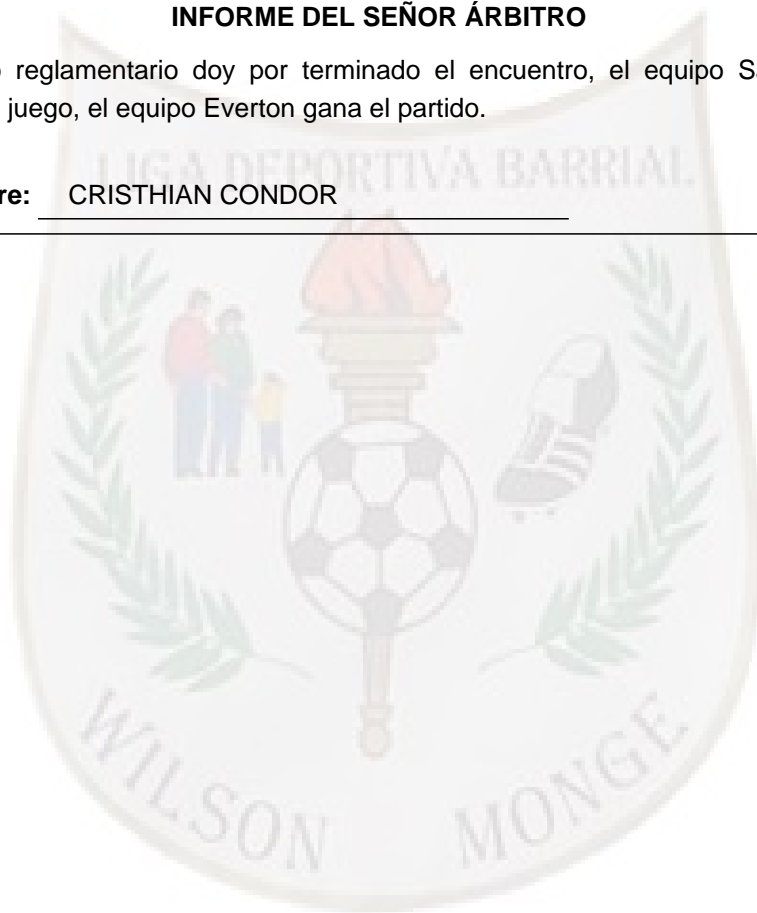 INFORME DEL SEÑOR ÁRBITRO
reglamentario doy por terminado el encuentro, el equipo
juego, el equipo Everton gana el partido.
LIGA DEPORTIVA BARRIAL
re: CRISTHIAN CONDOR
WILSON MONGE